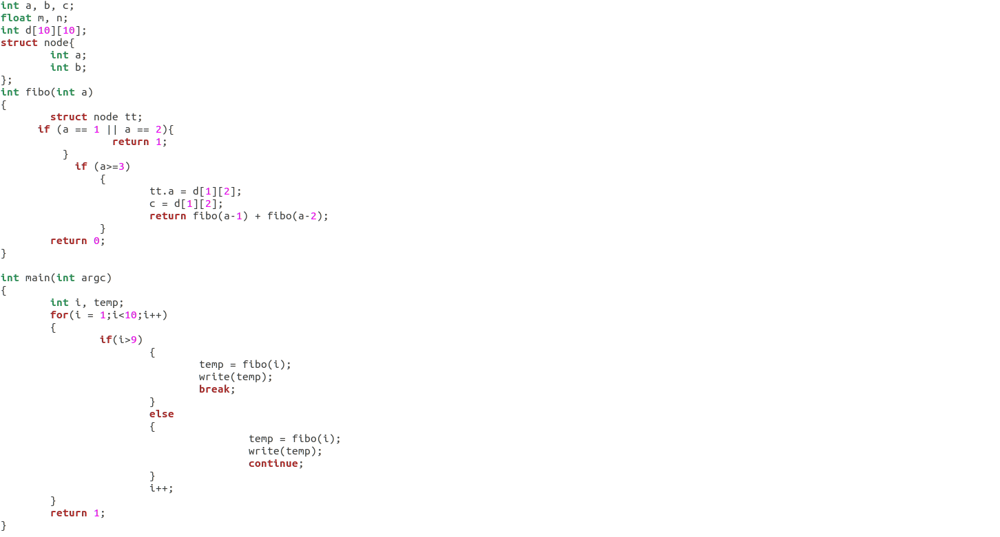 int a, b, c;
float m, n;
int d[10][10];
struct node{
        int a;
        int b;
};
int fibo(int a)
{
        struct node tt;
      if (a == 1 || a == 2){
                  return 1;
          }
            if (a>=3)
                {
                        tt.a = d[1][2];
                        c = d[1][2];
                        return fibo(a-1) + fibo(a-2);
                }
        return 0;
}

int main(int argc)
{
        int i, temp;
        for(i = 1;i<10;i++)
        {
                if(i>9)
                        {
                                temp = fibo(i);
                                write(temp);
                                break;
                        }
                        else
                        {
                                        temp = fibo(i);
                                        write(temp);
                                        continue;
                        }
                        i++;
        }
        return 1;
}